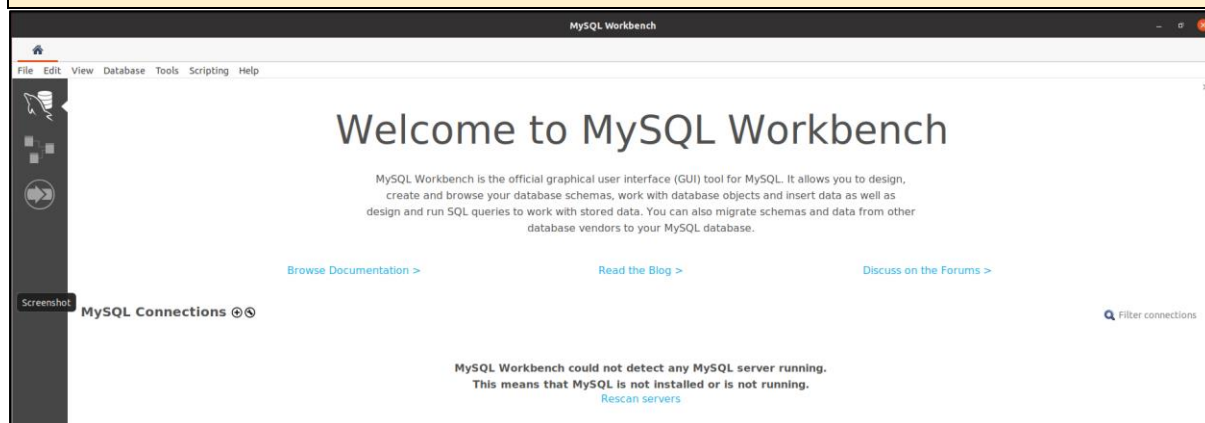 MySQL Workbench
File Edit View Database Tools Scripting Help
Welcome to MySQL Workbench
MySQL Workbench is the official graphical user interface (GUI) tool for MySQL. It allows you to design,
create and browse your database schemas, work with database objects and insert data as well as
design and run SQL queries to work with stored data. You can also migrate schemas and data from other
database vendors to your MySQL database.
Browse Documentation > Read the Blog > Discuss on the Forums >
Screenshot
MySQL Connections
Filter connections
MySQL Workbench could not detect any MySQL server running.
This means that MySQL is not installed or is not running.
Rescan servers